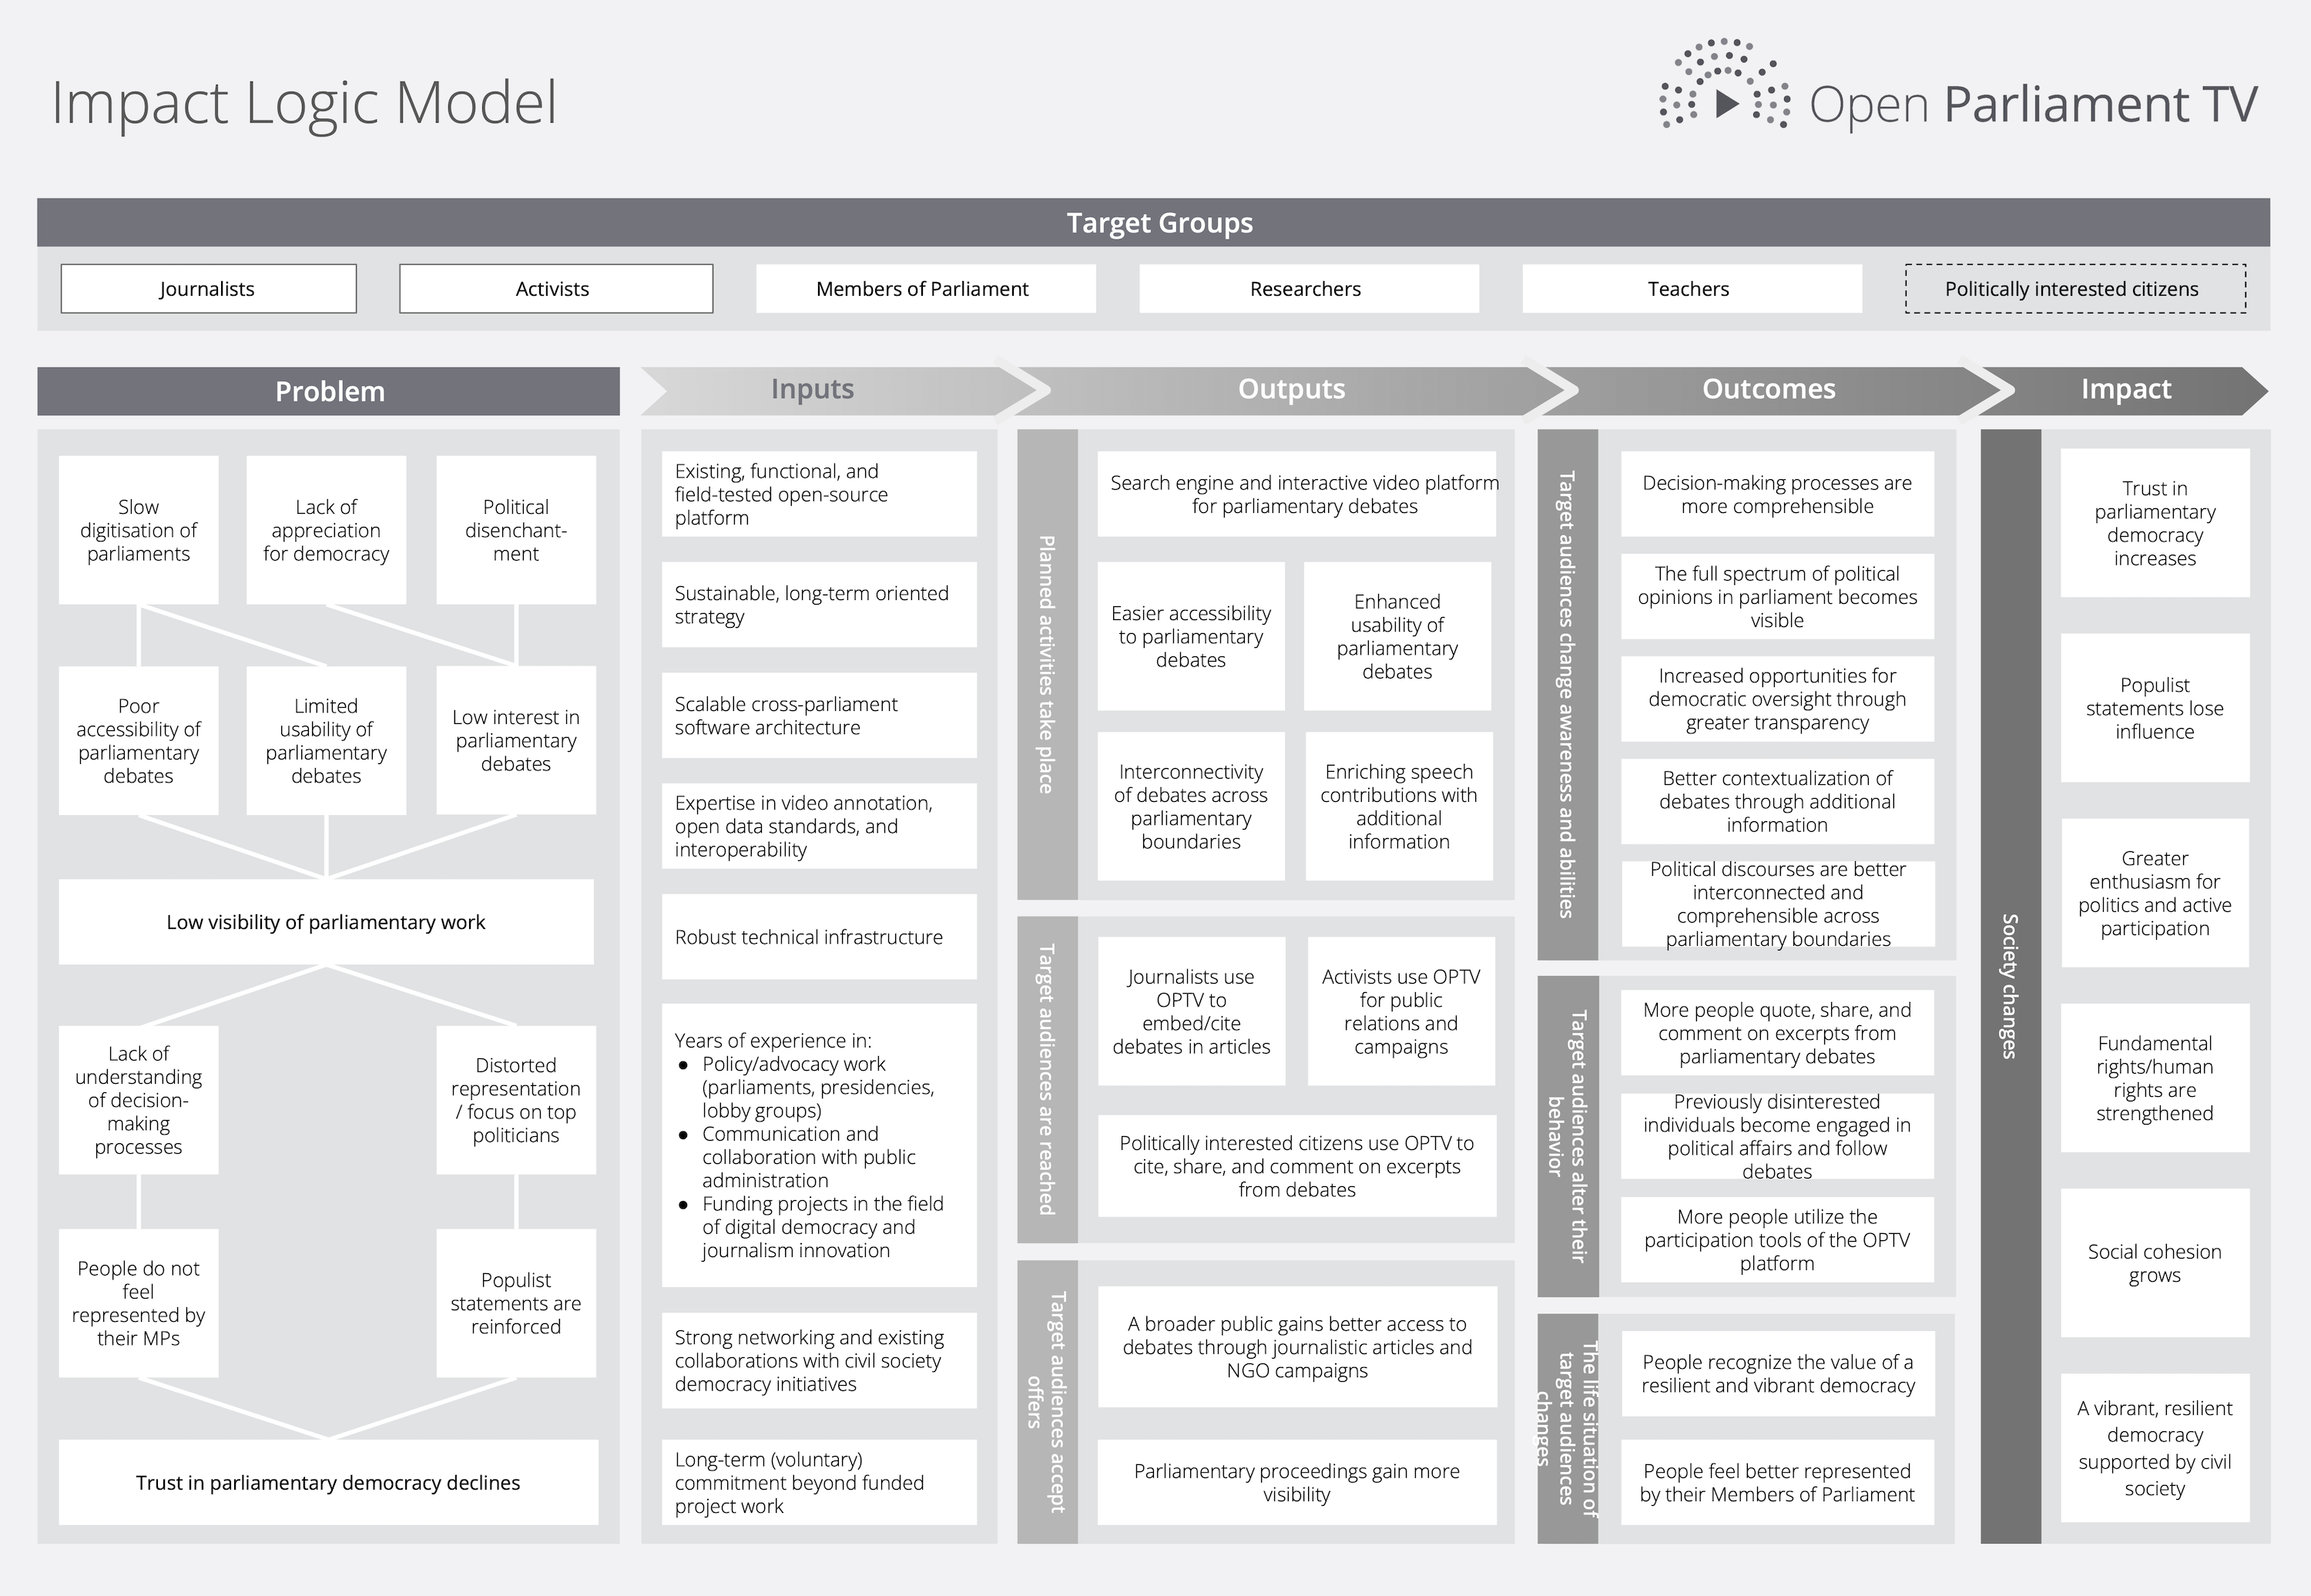 Impact Logic Model
Open Parliament TV
Target Groups
Journalists
Activists
Members of Parliament
Researchers
Teachers
Politically interested citizens
Problem
Slow
digitisation of
parliaments
Lack of
appreciation
for democracy
Political
disenchant-
ment
Poor
accessibility of
parliamentary
debates
Limited
usability of
parliamentary
debates
Low interest in
parliamentary
debates
Low visibility of parliamentary work
Lack of
understanding
of decision-
making
processes
Distorted
representation
/ focus on top
politicians
People do not
feel
represented by
their MPs
Populist
statements are
reinforced
Trust in parliamentary democracy declines
Inputs
Existing, functional, and
field-tested open-source
platform
Sustainable, long-term oriented
strategy
Scalable cross-parliament
software architecture
Expertise in video annotation,
open data standards, and
interoperability
Robust technical infrastructure
Years of experience in:
● Policy/advocacy work
(parliaments, presidencies,
lobby groups)
● Communication and
collaboration with public
administration
● Funding projects in the field
of digital democracy and
journalism innovation
Strong networking and existing
collaborations with civil society
democracy initiatives
Long-term (voluntary)
commitment beyond funded
project work
Outputs
Planned activities take place
Search engine and interactive video platform
for parliamentary debates
Easier accessibility
to parliamentary
debates
Enhanced
usability of
parliamentary
debates
Interconnectivity
of debates across
parliamentary
boundaries
Enriching speech
contributions with
additional
information
Target audiences are reached
Journalists use
OPTV to
embed/cite
debates in articles
Activists use OPTV
for public
relations and
campaigns
Politically interested citizens use OPTV to
cite, share, and comment on excerpts
from debates
Target audiences accept
offers
A broader public gains better access to
debates through journalistic articles and
NGO campaigns
Parliamentary proceedings gain more
visibility
Outcomes
Target audiences change awareness and abilities
Decision-making processes are
more comprehensible
The full spectrum of political
opinions in parliament becomes
visible
Increased opportunities for
democratic oversight through
greater transparency
Better contextualization of
debates through additional
information
Political discourses are better
interconnected and
comprehensible across
parliamentary boundaries
Target audiences alter their
behavior
More people quote, share, and
comment on excerpts from
parliamentary debates
Previously disinterested
individuals become engaged in
political affairs and follow
debates
More people utilize the
participation tools of the OPTV
platform
The life situation of
target audiences
changes
People recognize the value of a
resilient and vibrant democracy
People feel better represented
by their Members of Parliament
Impact
Society changes
Trust in
parliamentary
democracy
increases
Populist
statements lose
influence
Greater
enthusiasm for
politics and active
participation
Fundamental
rights/human
rights are
strengthened
Social cohesion
grows
A vibrant, resilient
democracy
supported by civil
society